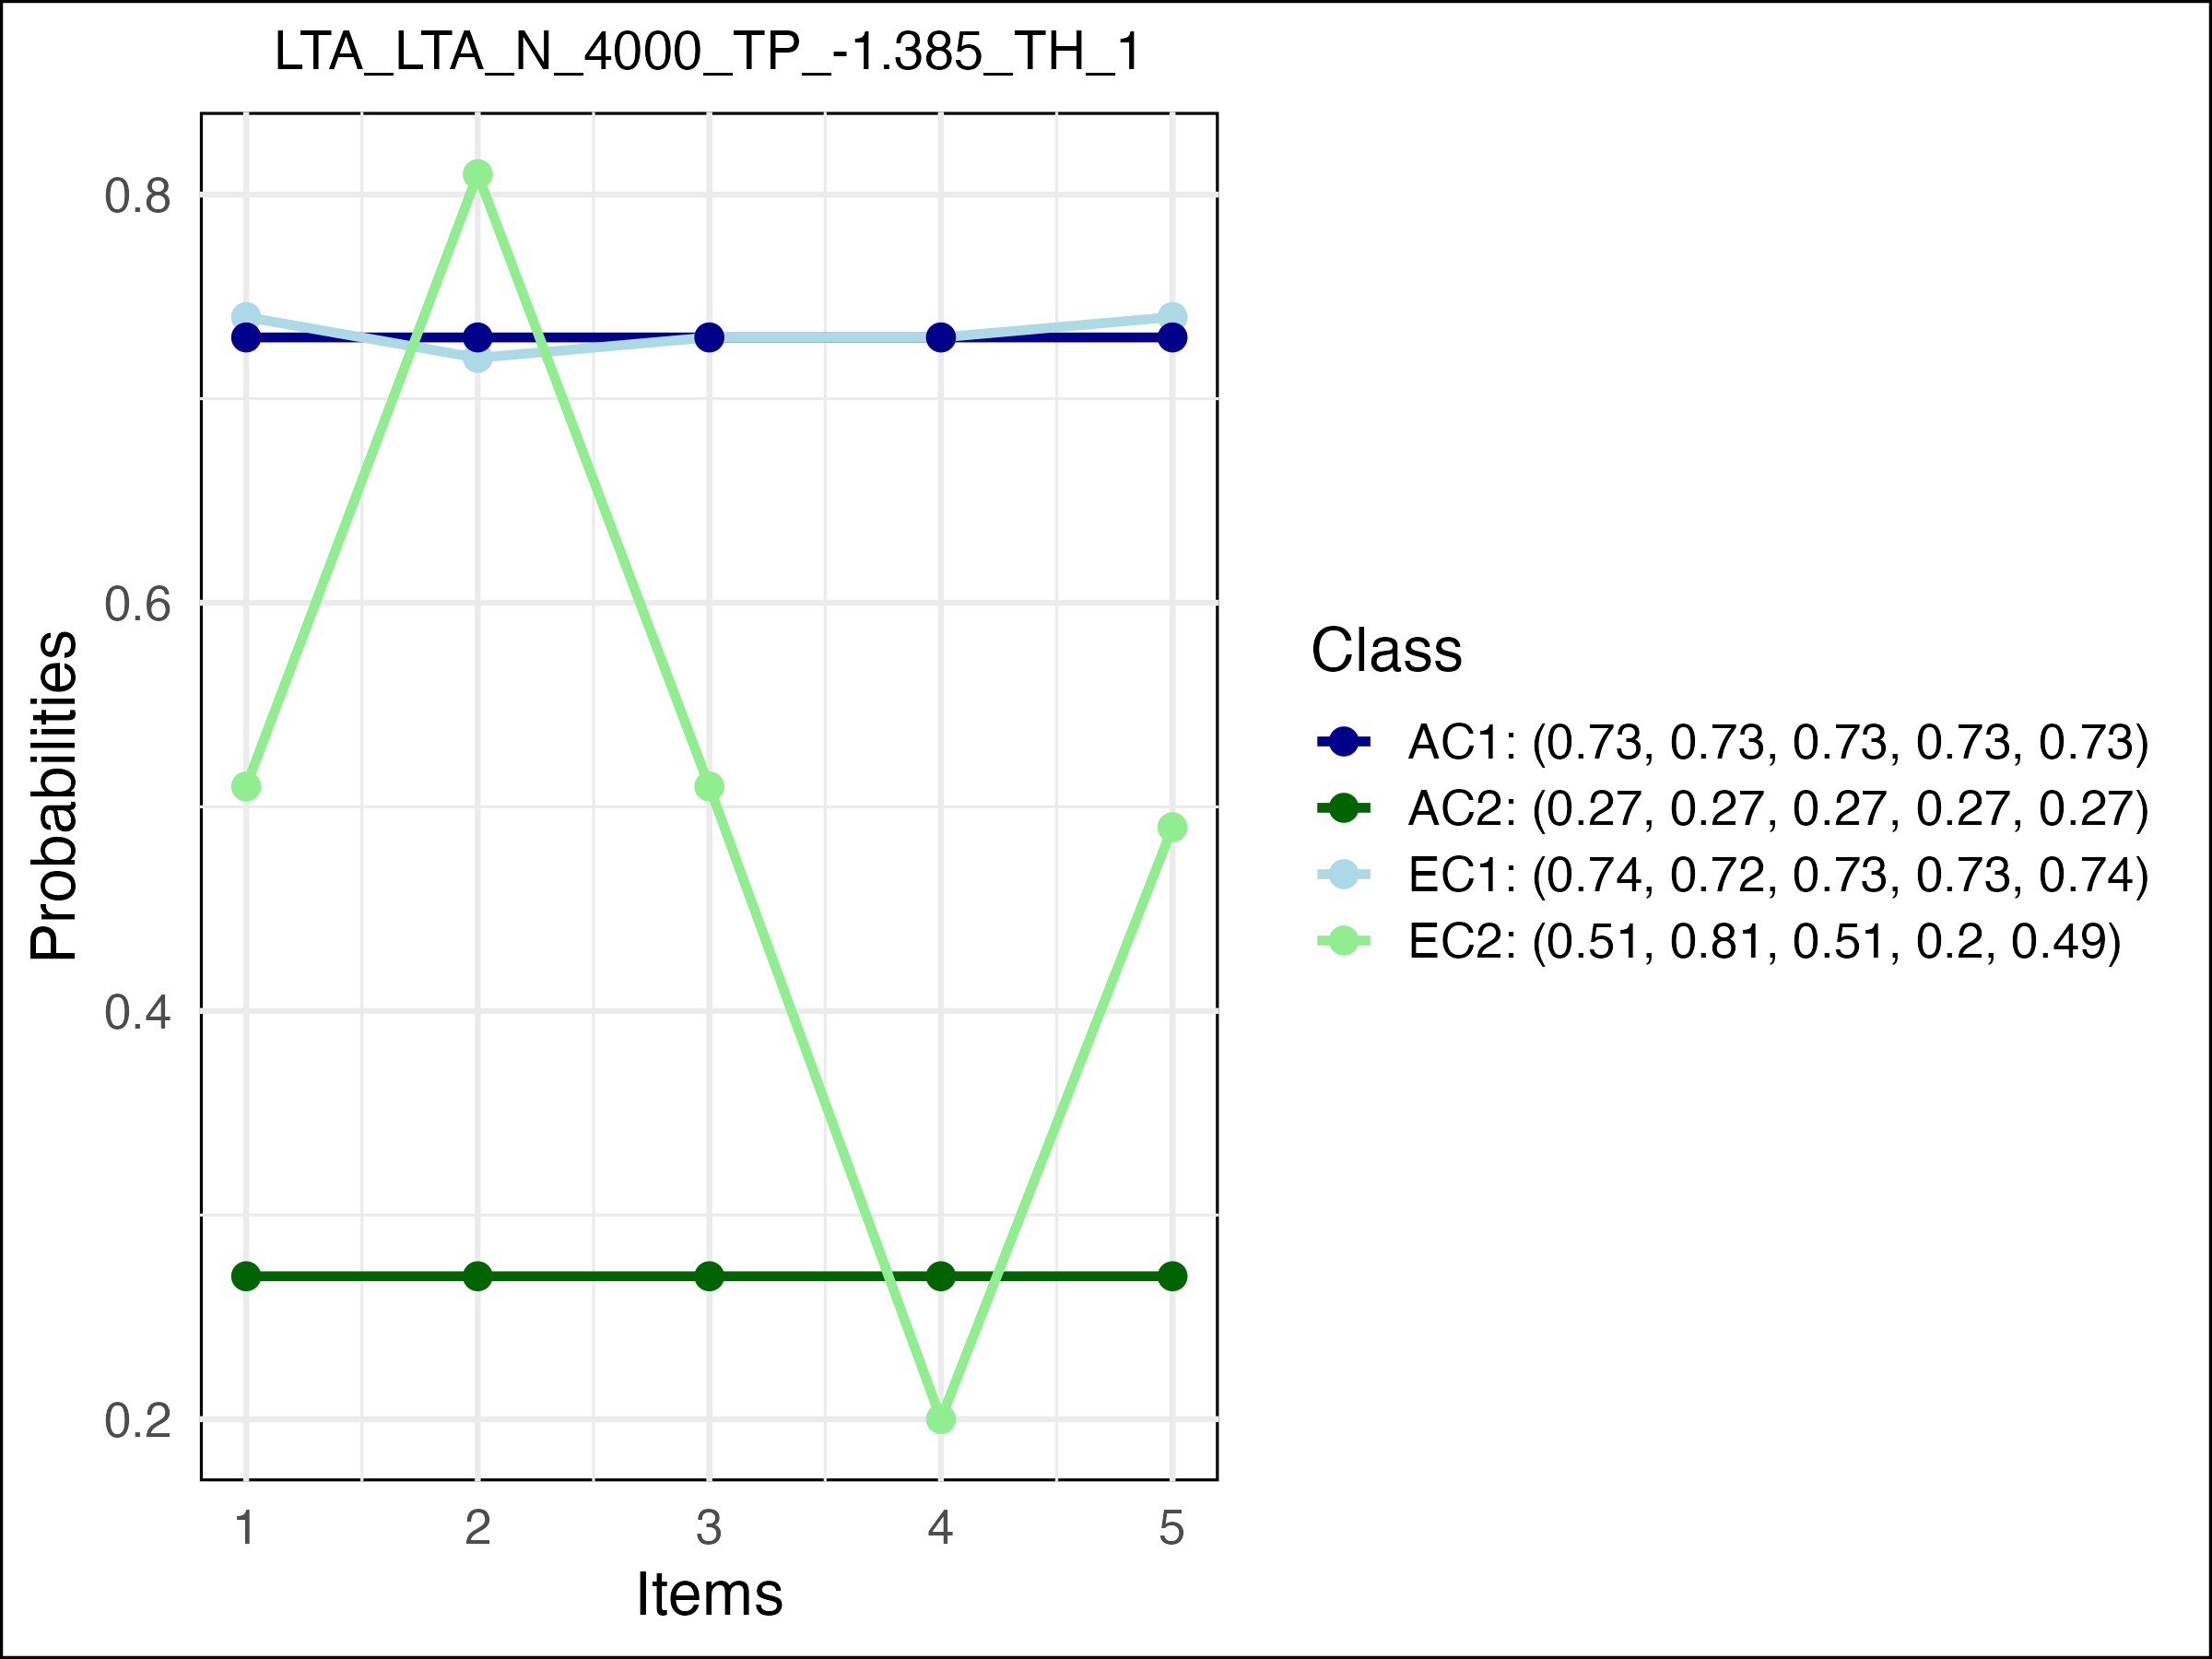 LTA_LTA_N_4000_TP_-1.385_TH_1
0.8
0.6
0.4
0.2
Probabilities
1 2 3 4 5
Items
Class
AC1: (0.73, 0.73, 0.73, 0.73, 0.73)
AC2: (0.27, 0.27, 0.27, 0.27, 0.27)
EC1: (0.74, 0.72, 0.73, 0.73, 0.74)
EC2: (0.51, 0.81, 0.51, 0.2, 0.49)